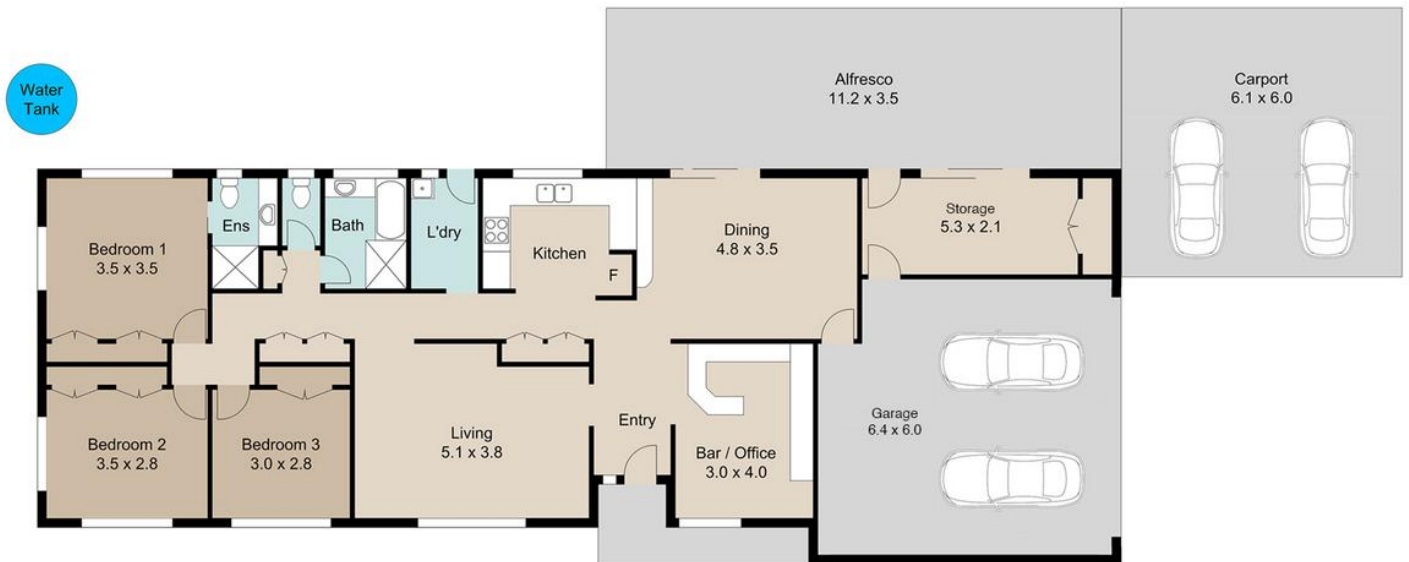 Water
Tank
Alfresco
11.2 x 3.5
Carport
6.1 x 6.0
Bedroom 1
3.5 x 3.5
Ens
Bath
L'dry
Kitchen
F
Dining
4.8 x 3.5
Storage
5.3 x 2.1
Bedroom 2
3.5 x 2.8
Bedroom 3
3.0 x 2.8
Living
5.1 x 3.8
Entry
Bar / Office
3.0 x 4.0
Garage
6.4 x 6.0